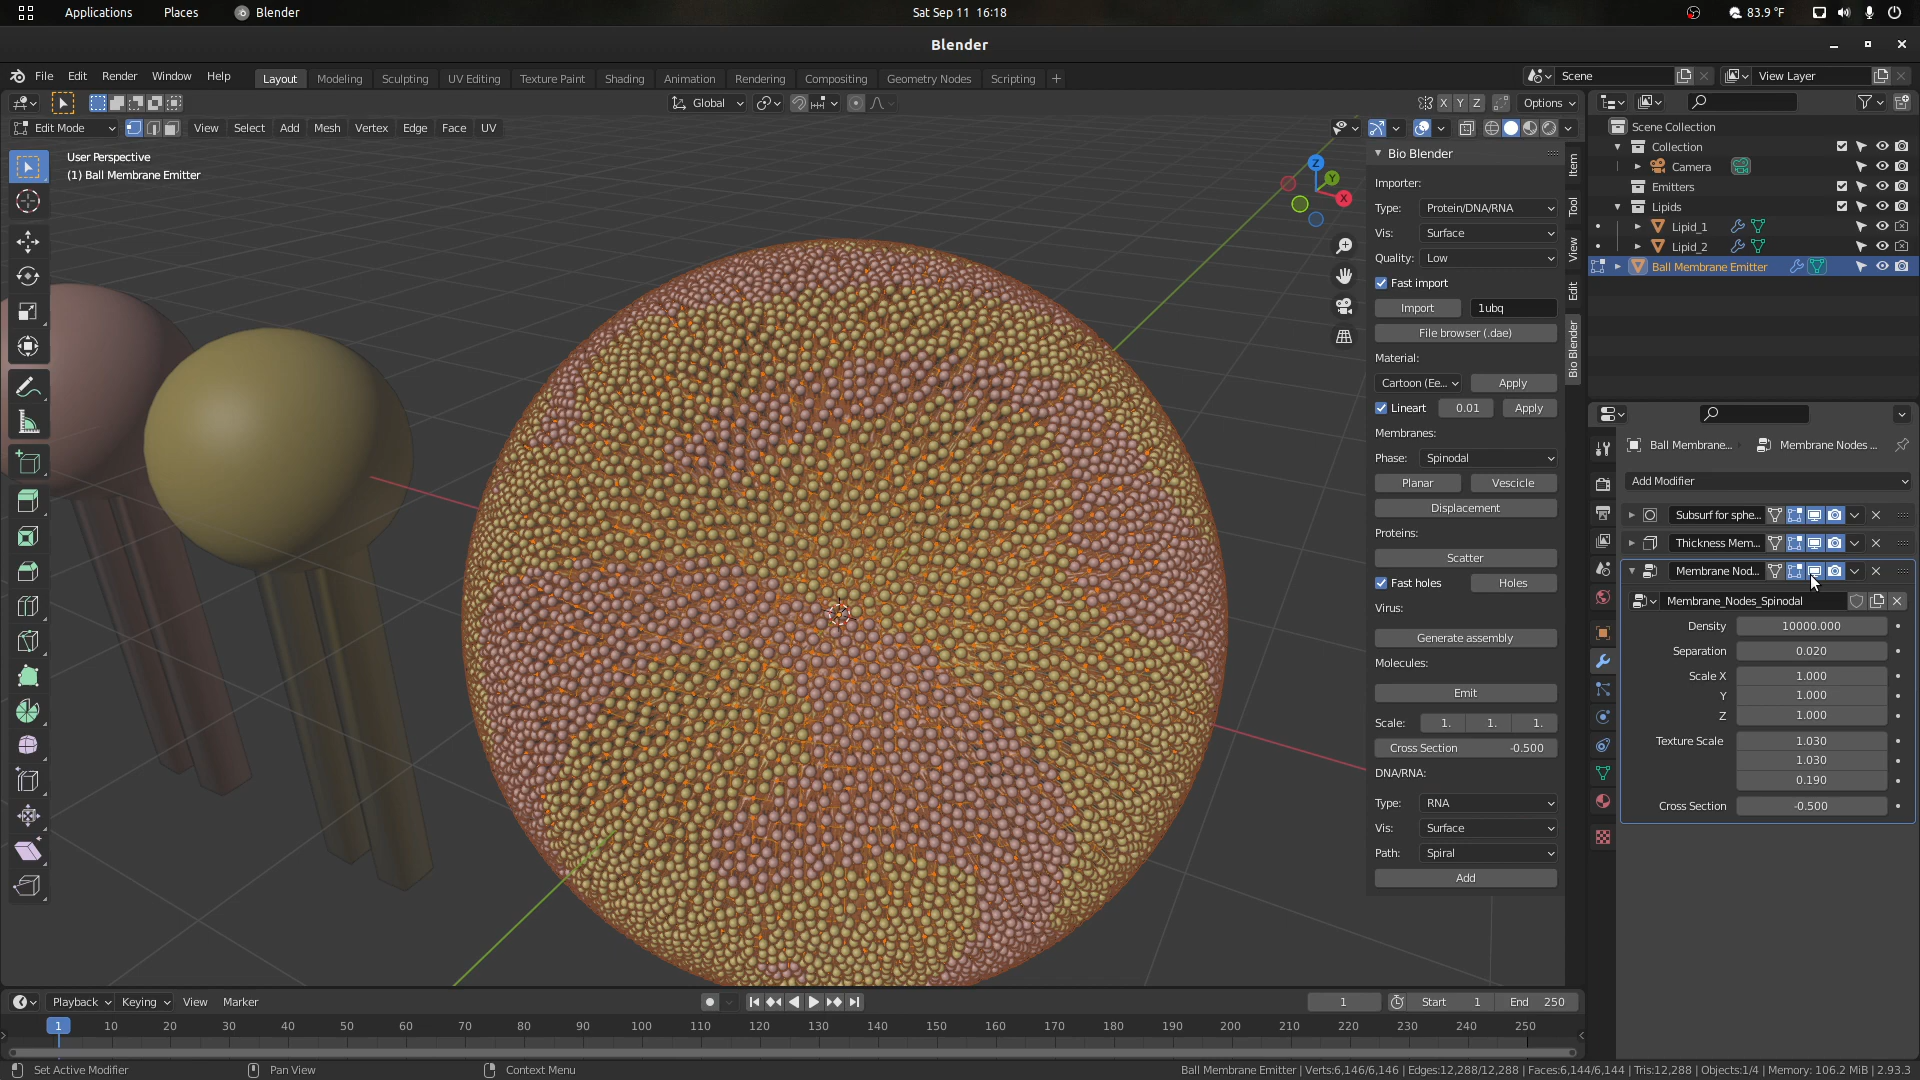 Applications Places Blender Sat Sep 11 16:18 83.9 °F
Blender
File Edit Render Window Help Layout Modeling Sculpting UV Editing Texture Paint Shading Animation Rendering Compositing Geometry Nodes Scripting + Scene View Layer
Global X Y Z Options
Edit Mode View Select Add Mesh Vertex Edge Face UV
User Perspective
(1) Ball Membrane Emitter
Z
Y
X
Bio Blender
Importer:
Type: Protein/DNA/RNA
Vis: Surface
Quality: Low
Fast import
Import 1ubq
File browser (.dae)
Material:
Cartoon (Ee... Apply
Lineart 0.01 Apply
Membranes:
Phase: Spinodal
Planar Vescicle
Displacement
Proteins:
Scatter
Fast holes Holes
Virus:
Generate assembly
Molecules:
Emit
Scale: 1. 1. 1.
Cross Section -0.500
DNA/RNA:
Type: RNA
Vis: Surface
Path: Spiral
Add
Item
Tool
View
Edit
Bio Blender
Scene Collection
Collection
Camera
Emitters
Lipids
Lipid_1
Lipid_2
Ball Membrane Emitter
Ball Membrane... Membrane Nodes ...
Add Modifier
Subsurf for sphe...
Thickness Mem...
Membrane Nod...
Membrane_Nodes_Spinodal
Density 10000.000
Separation 0.020
Scale X 1.000
Y 1.000
Z 1.000
Texture Scale 1.030
1.030
0.190
Cross Section -0.500
Playback Keying View Marker 1 Start 1 End 250
1 10 20 30 40 50 60 70 80 90 100 110 120 130 140 150 160 170 180 190 200 210 220 230 240 250
Set Active Modifier Pan View Context Menu Ball Membrane Emitter | Verts:6,146/6,146 | Edges:12,288/12,288 | Faces:6,144/6,144 | Tris:12,288 | Objects:1/4 | Memory: 106.2 MiB | 2.93.3